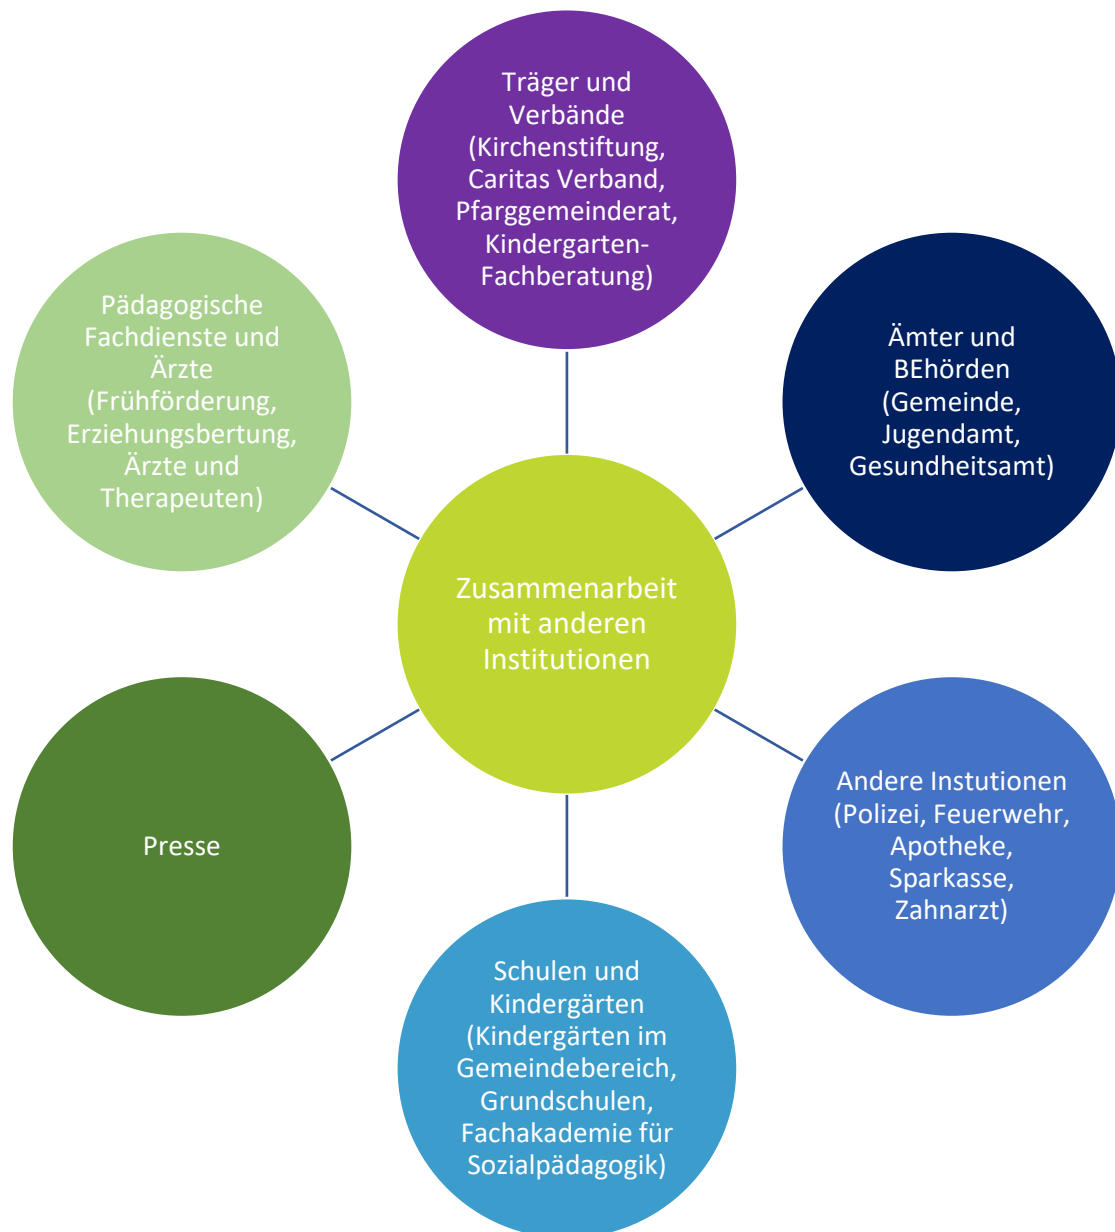 Träger und
Verbände
(Kirchenstiftung,
Caritas Verband,
Pfarggemeinderat,
Kindergarten-
Fachberatung)
Ämter und
BEhörden
(Gemeinde,
Jugendamt,
Gesundheitsamt)
Andere Instutionen
(Polizei, Feuerwehr,
Apotheke,
Sparkasse,
Zahnarzt)
Schulen und
Kindergärten
(Kindergärten im
Gemeindebereich,
Grundschulen,
Fachakademie für
Sozialpädagogik)
Presse
Pädagogische
Fachdienste und
Ärzte
(Frühförderung,
Erziehungsbertung,
Ärzte und
Therapeuten)
Zusammenarbeit
mit anderen
Institutionen